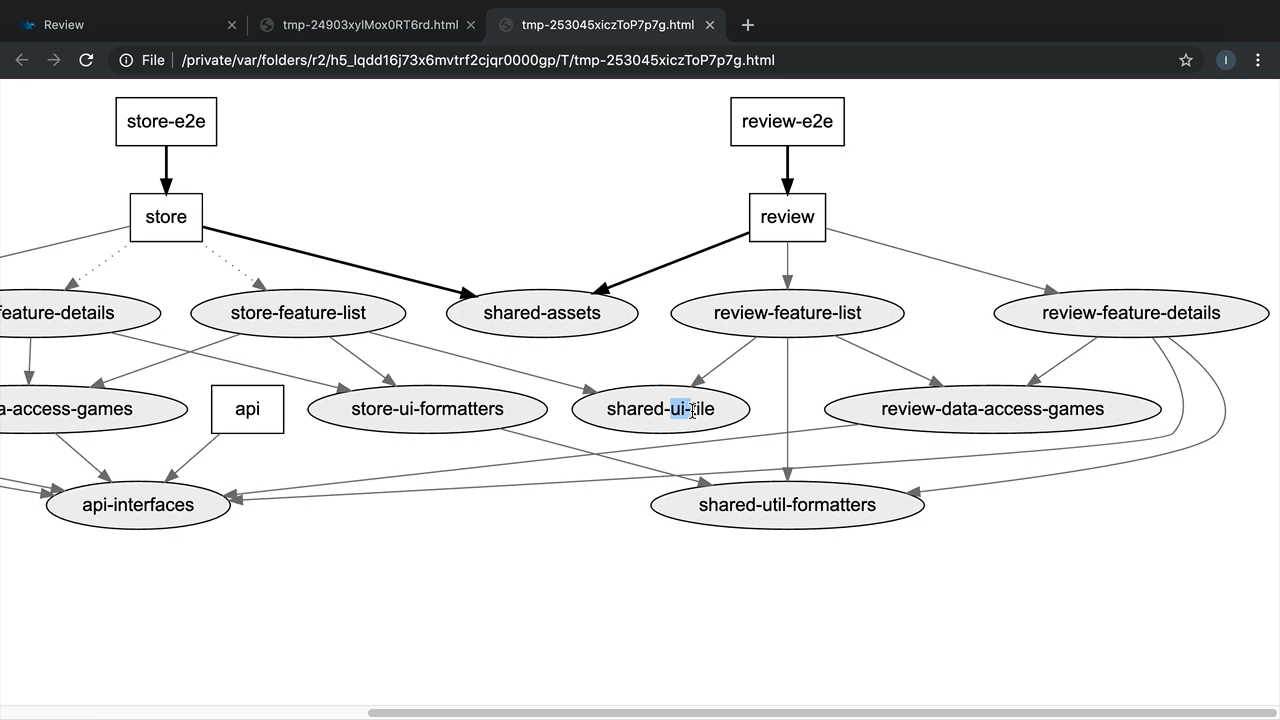 Review
tmp-24903xylMox0RT6rd.html
tmp-253045xiczToP7p7g.html
File
/private/var/folders/r2/h5_lqdd16j73x6mvtrf2cjqr0000gp/T/tmp-253045xiczToP7p7g.html
I
store-e2e
review-e2e
store
review
feature-details
store-feature-list
shared-assets
review-feature-list
review-feature-details
a-access-games
api
store-ui-formatters
shared-ui-tile
review-data-access-games
api-interfaces
shared-util-formatters